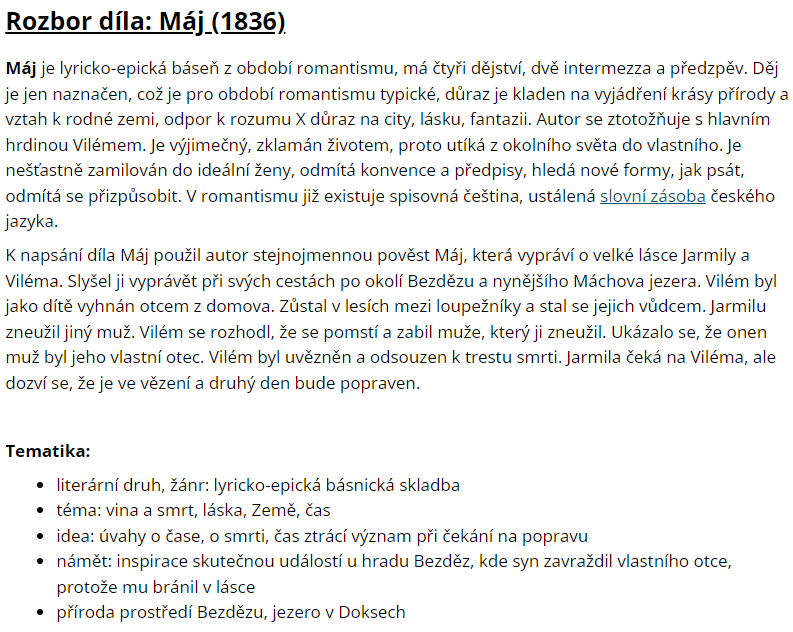 Rozbor díla: Máj (1836)
Máj je lyricko-epická báseň z období romantismu, má čtyři dějství, dvě intermezza a předzpěv. Děj
je jen naznačen, což je pro období romantismu typické, důraz je kladen na vyjádření krásy přírody a
vztah k rodné zemi, odpor k rozumu X důraz na city, lásku, fantazii. Autor se ztotožňuje s hlavním
hrdinou Vilémem. Je výjimečný, zklamán životem, proto utíká z okolního světa do vlastního. Je
nešťastně zamilován do ideální ženy, odmítá konvence a předpisy, hledá nové formy, jak psát,
odmítá se přizpůsobit. V romantismu již existuje spisovná čeština, ustálená slovní zásoba českého
jazyka.
K napsání díla Máj použil autor stejnojmennou pověst Máj, která vypráví o velké lásce Jarmily a
Viléma. Slyšel ji vyprávět při svých cestách po okolí Bezdězu a nynějšího Máchova jezera. Vilém byl
jako dítě vyhnán otcem z domova. Zůstal v lesích mezi loupežníky a stal se jejich vůdcem. Jarmilu
zneužil jiný muž. Vilém se rozhodl, že se pomstí a zabil muže, který ji zneužil. Ukázalo se, že onen
muž byl jeho vlastní otec. Vilém byl uvězněn a odsouzen k trestu smrti. Jarmila čeká na Viléma, ale
dozví se, že je ve vězení a druhý den bude popraven.
Tematika:
• literární druh, žánr: lyricko-epická básnická skladba
• téma: vina a smrt, láska, Země, čas
• idea: úvahy o čase, o smrti, čas ztrácí význam při čekání na popravu
• námět: inspirace skutečnou událostí u hradu Bezděz, kde syn zavraždil vlastního otce,
protože mu bránil v lásce
• příroda prostředí Bezdězu, jezero v Doksech